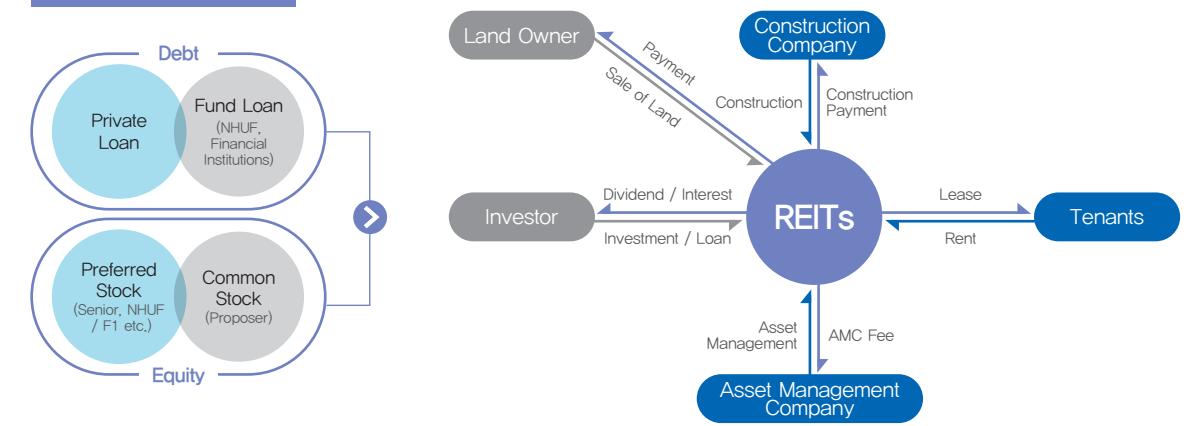 Debt
Private
Loan
Fund Loan
(NHUF,
Financial
Institutions)
Preferred
Stock
(Senior, NHUF
/ F1 etc.)
Common
Stock
(Proposer)
Equity
Land Owner
Payment
Sale of Land
Construction
Company
Construction
Construction
Payment
Investor
Dividend / Interest
Investment / Loan
REITs
Lease
Rent
Tenants
Asset
Management
AMC Fee
Asset Management
Company